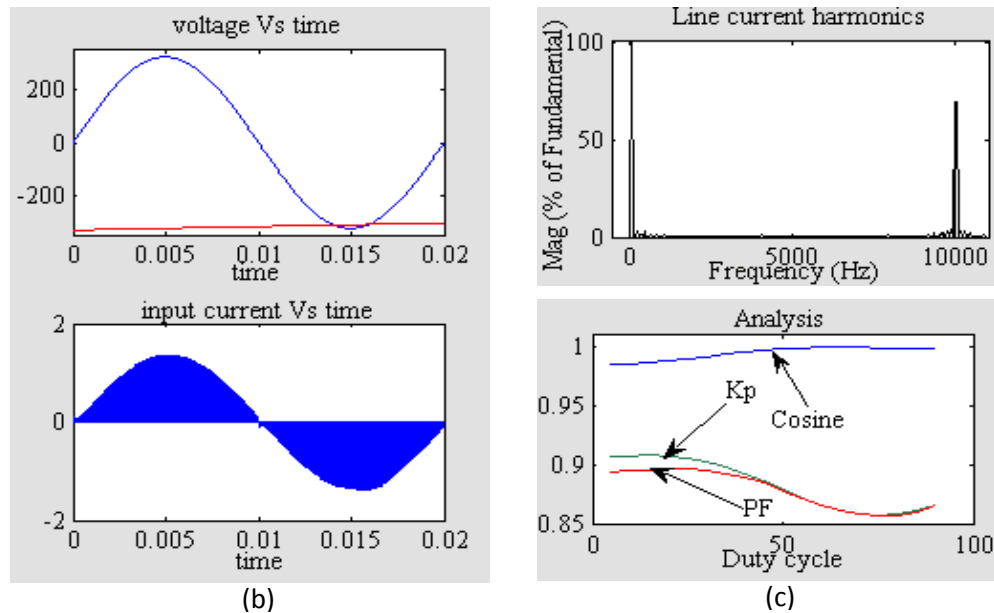 voltage Vs time
200
0
-200
0 0.005 0.01 0.015 0.02
time
input current Vs time
2
0
-2
0 0.005 0.01 0.015 0.02
time
(b)
Line current harmonics
Mag (% of Fundamental)
100
50
0
0 5000 10000
Frequency (Hz)
Analysis
1
0.95
0.9
0.85
Kp
Cosine
PF
0 50 100
Duty cycle
(c)